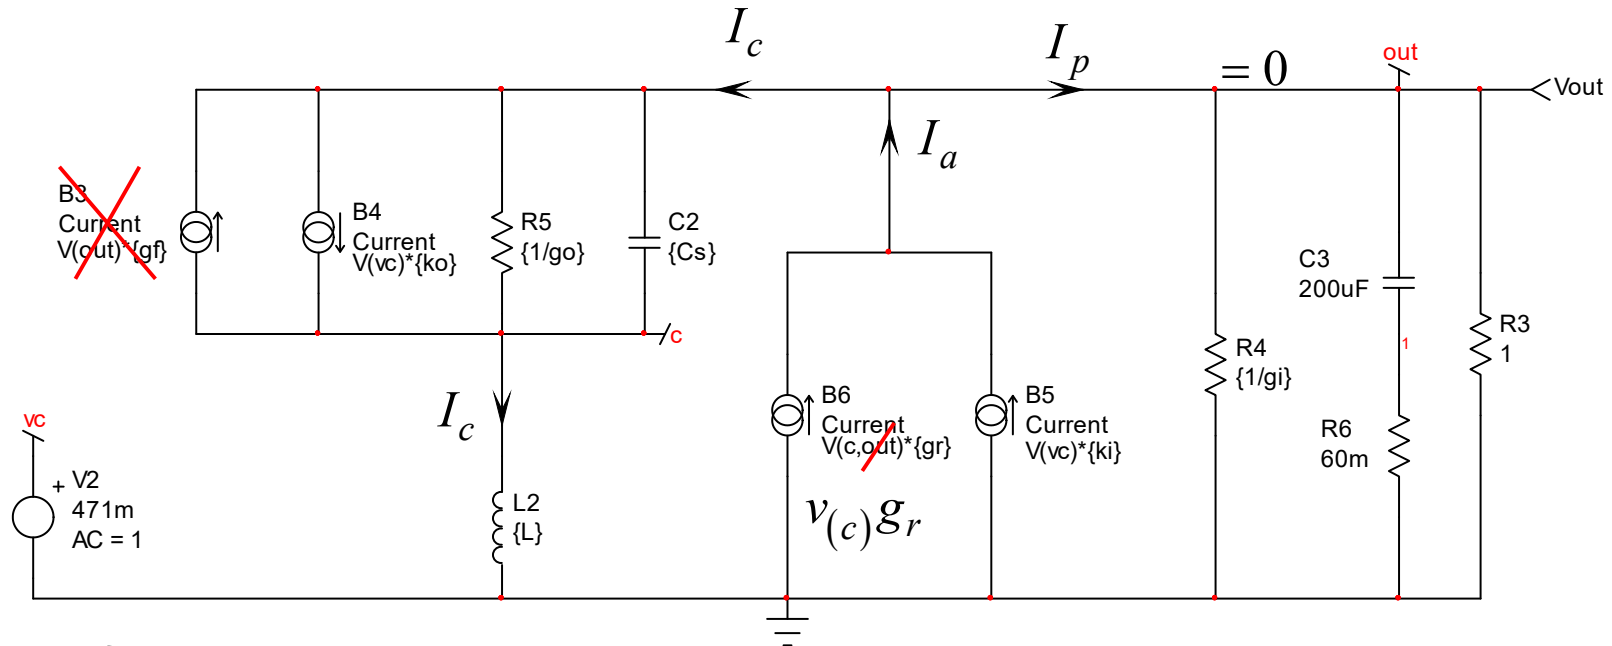 I_c
I_p
= 0
out
Vout
I_a
B3
Current
V(out)*{gf}
B4
Current
V(vc)*{ko}
R5
{1/go}
C2
{Cs}
c
C3
200uF
1
R3
1
R4
{1/gi}
I_c
B6
Current
V(c,out)*{gr}
B5
Current
V(vc)*{ki}
R6
60m
vc
+ V2
471m
AC = 1
L2
{L}
v_(c) g_r